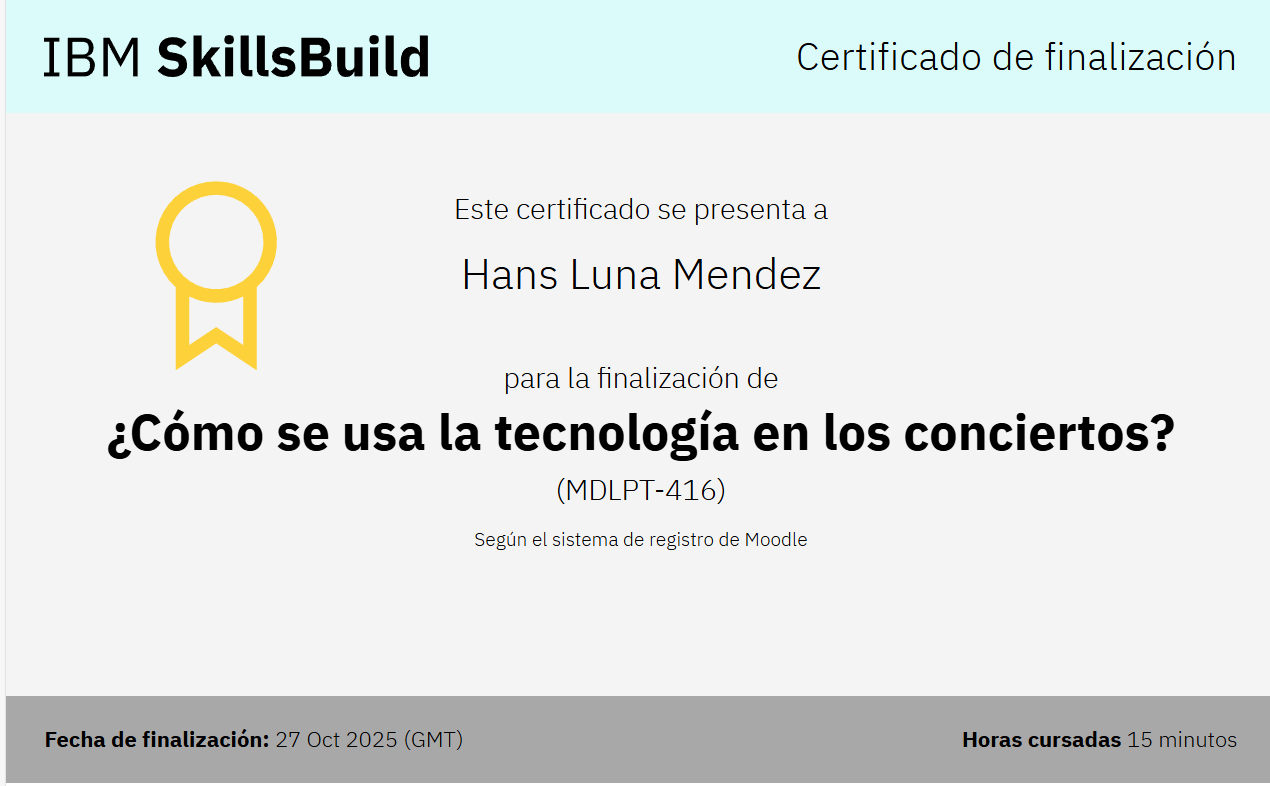 IBM SkillsBuild
Certificado de finalización
Este certificado se presenta a
Hans Luna Mendez
para la finalización de
¿Cómo se usa la tecnología en los conciertos?
(MDLPT-416)
Según el sistema de registro de Moodle
Fecha de finalización: 27 Oct 2025 (GMT)
Horas cursadas 15 minutos